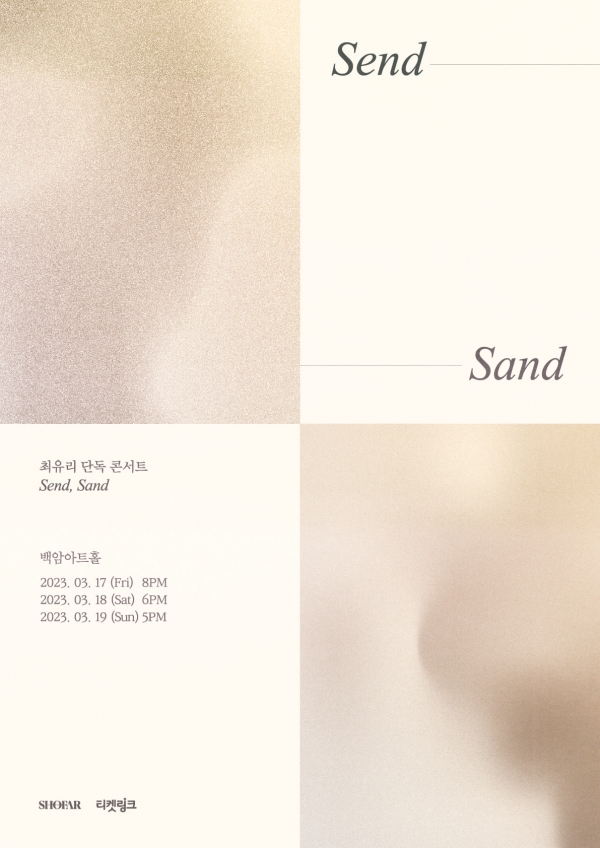 Send
Sand
최유리 단독 콘서트
Send, Sand
백암아트홀
2023. 03. 17 (Fri) 8PM
2023. 03. 18 (Sat) 6PM
2023. 03. 19 (Sun) 5PM
SHOFAR 티켓링크